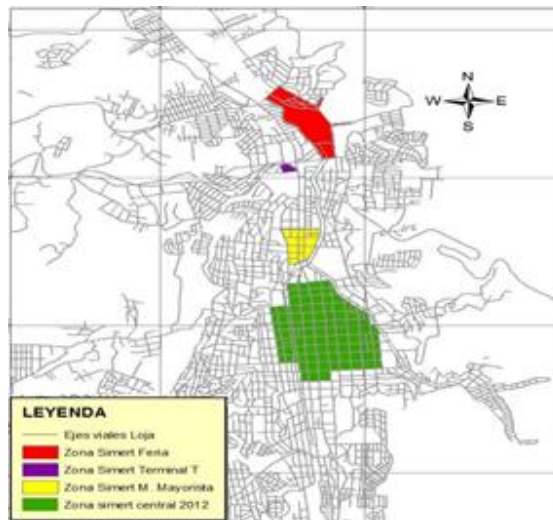 N
W E
S
LEYENDA
Ejes viales Loja
Zona Simert Feria
Zona Simert Terminal T
Zona Simert M. Mayorista
Zona simert central 2012